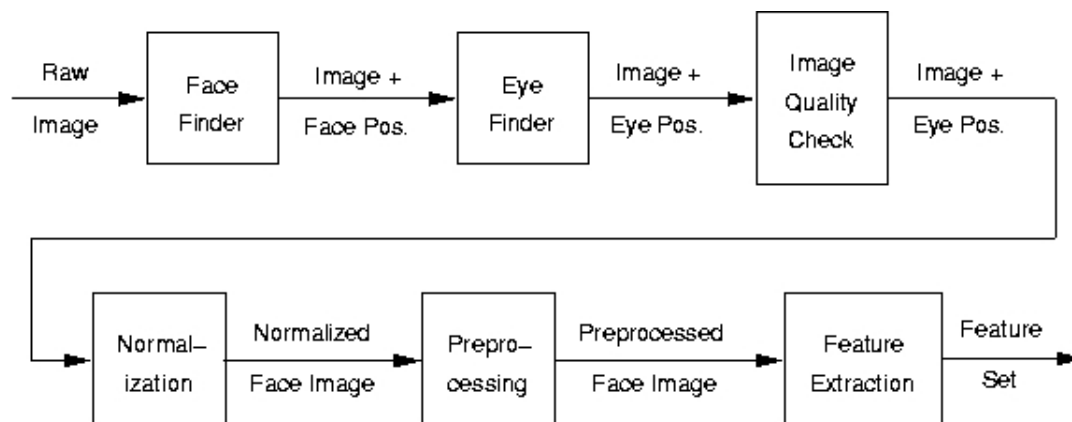 Raw
Image
Face
Finder
Image +
Face Pos.
Eye
Finder
Image +
Eye Pos.
Image
Quality
Check
Image +
Eye Pos.
Normal–
ization
Normalized
Face Image
Prepro–
cessing
Preprocessed
Face Image
Feature
Extraction
Feature
Set